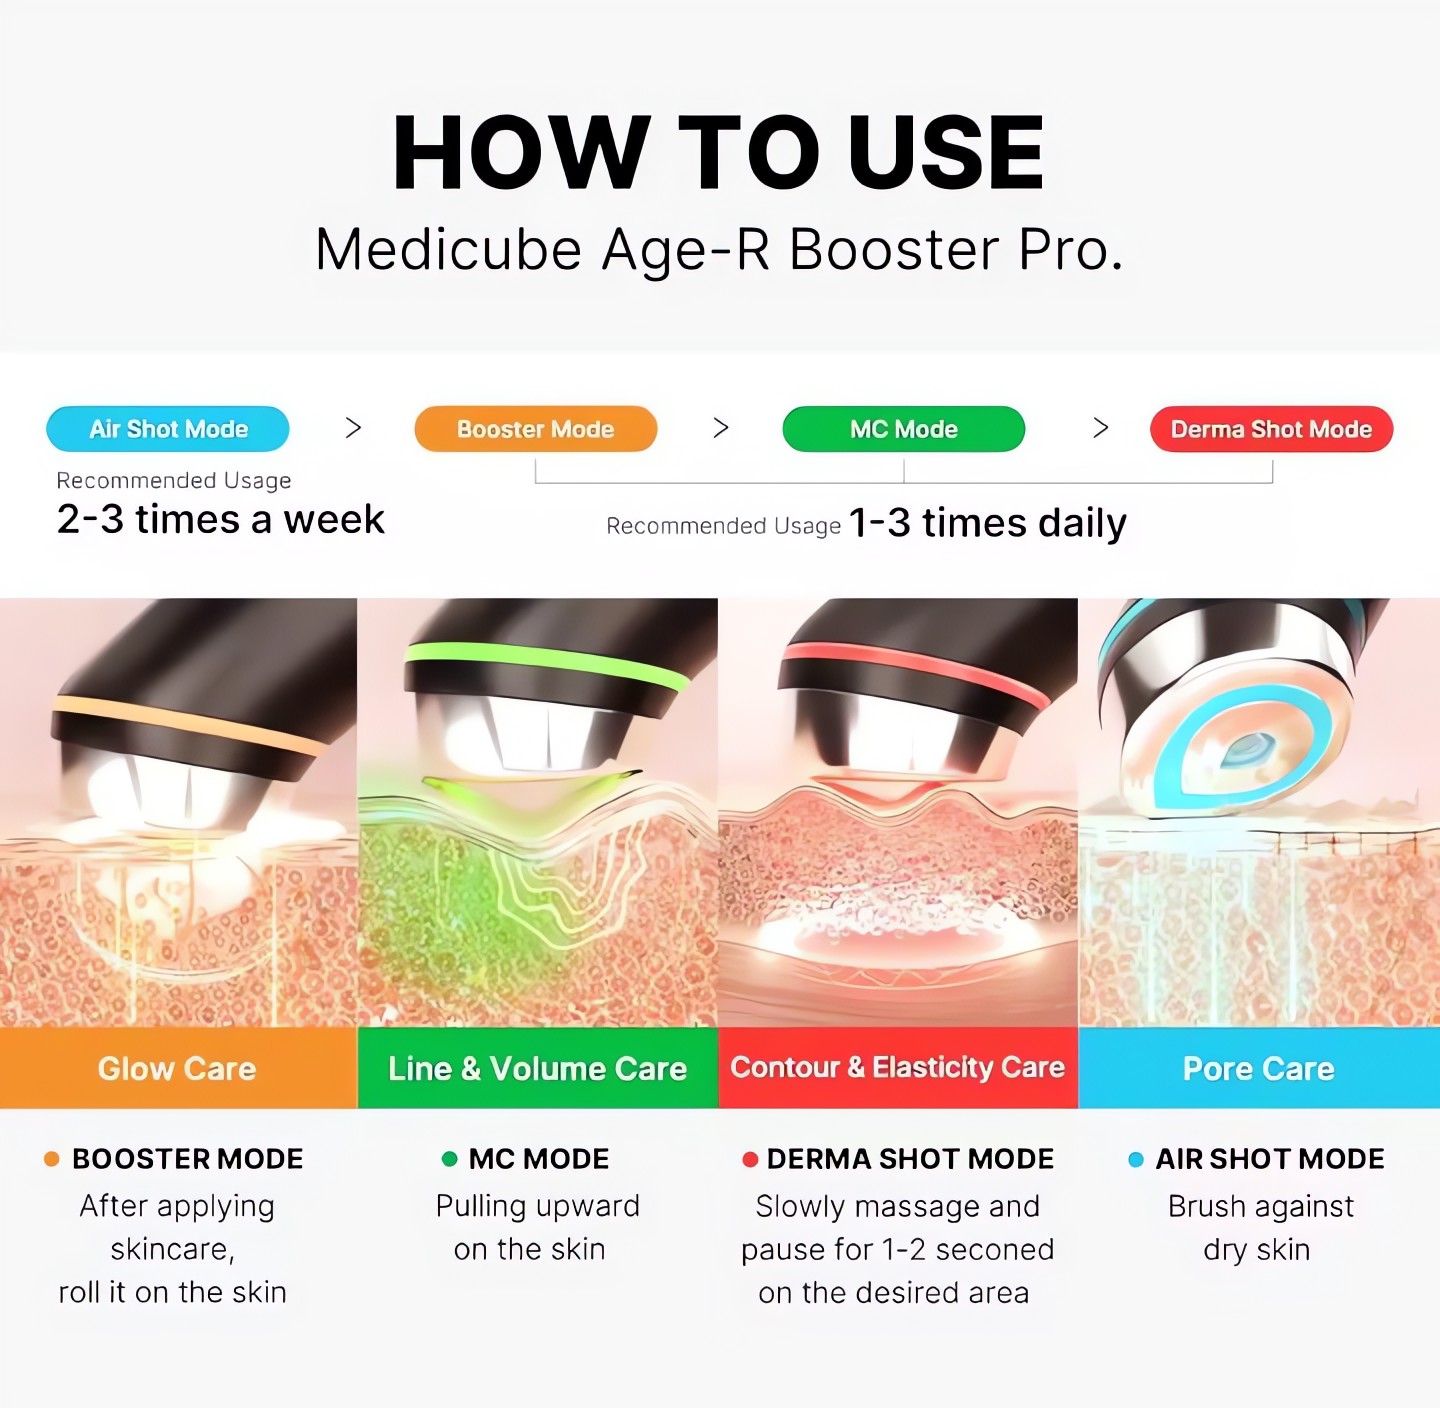 HOW TO USE
Medicube Age-R Booster Pro.
Air Shot Mode > Booster Mode > MC Mode > Derma Shot Mode
Recommended Usage
2-3 times a week
Recommended Usage 1-3 times daily
Glow Care
Line & Volume Care
Contour & Elasticity Care
Pore Care
BOOSTER MODE
After applying
skincare,
roll it on the skin
MC MODE
Pulling upward
on the skin
DERMA SHOT MODE
Slowly massage and
pause for 1-2 seconed
on the desired area
AIR SHOT MODE
Brush against
dry skin